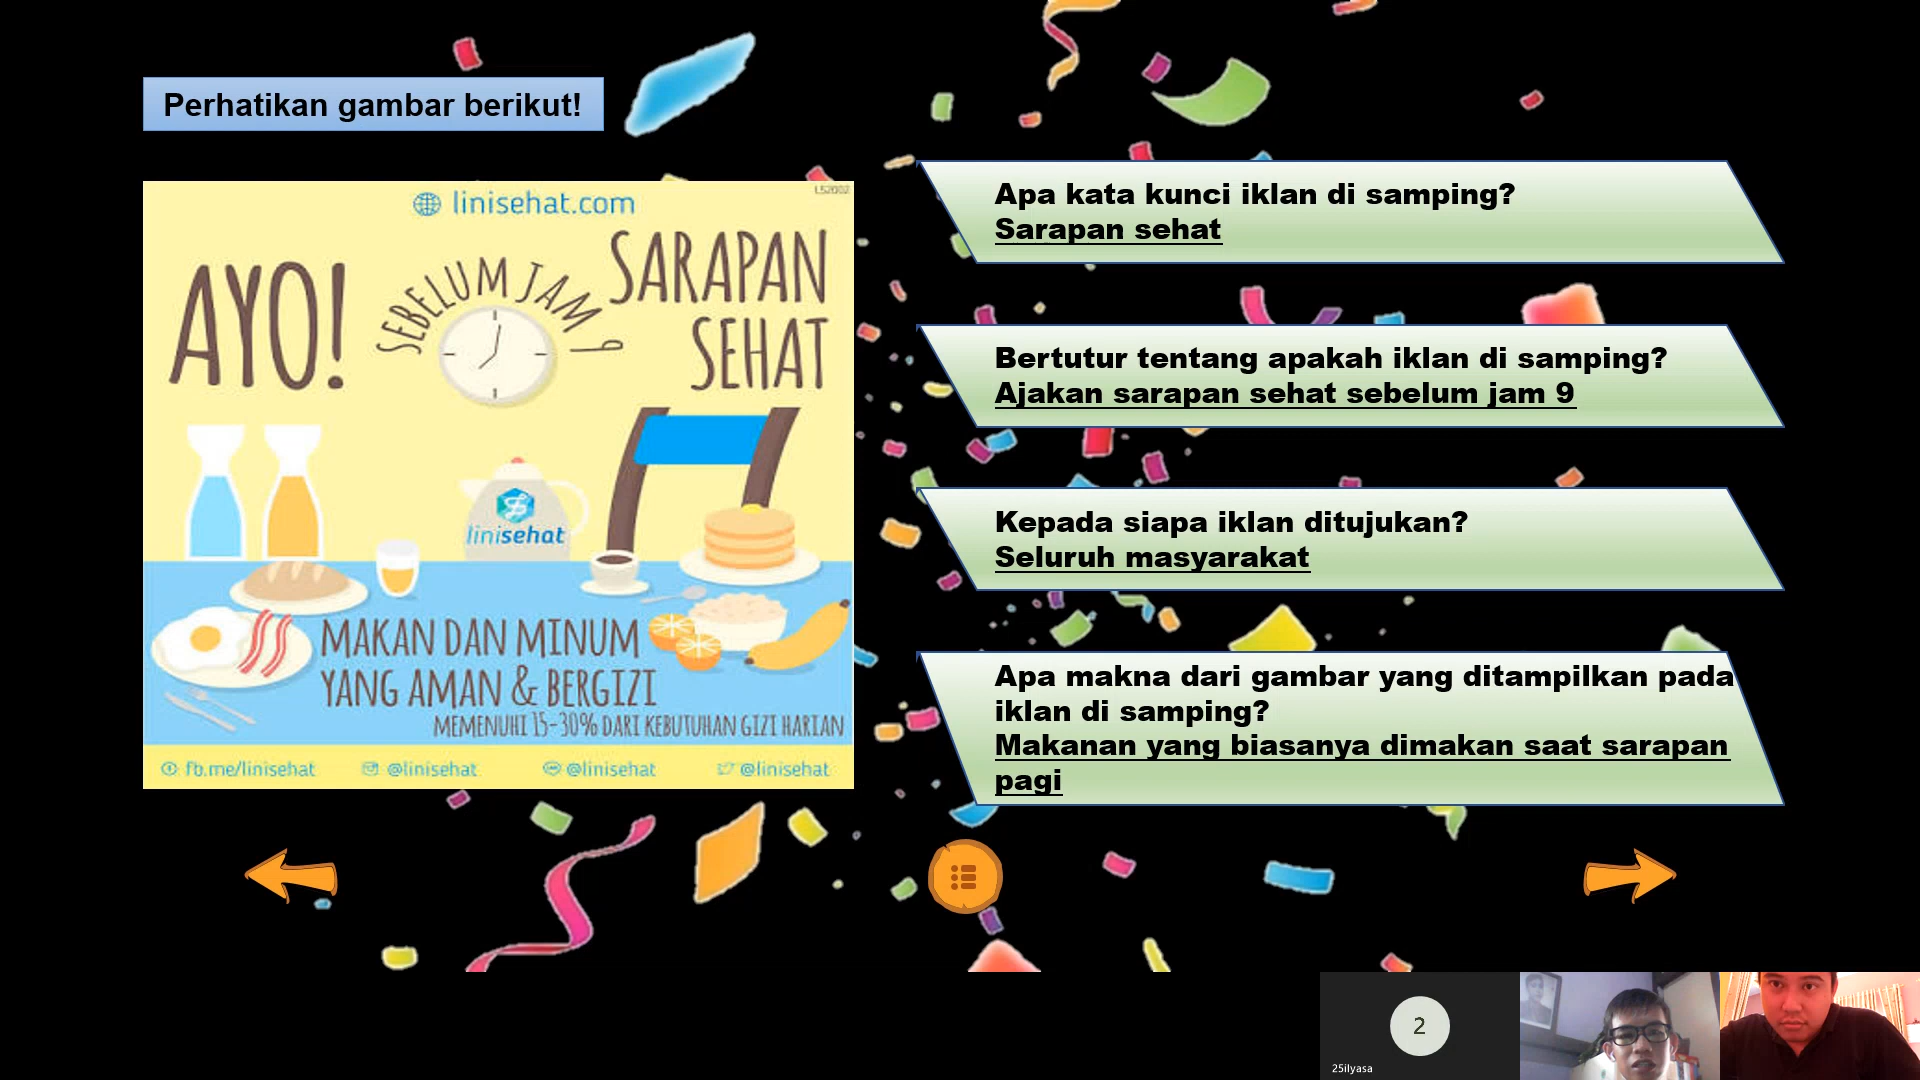 Perhatikan gambar berikut!
LS2002
linisehat.com
AYO!
SEBELUM JAM 9
SARAPAN
SEHAT
linisehat
MAKAN DAN MINUM
YANG AMAN & BERGIZI
MEMENUHI 15-30% DARI KEBUTUHAN GIZI HARIAN
fb.me/linisehat
@linisehat
@linisehat
@linisehat
Apa kata kunci iklan di samping?
Sarapan sehat
Bertutur tentang apakah iklan di samping?
Ajakan sarapan sehat sebelum jam 9
Kepada siapa iklan ditujukan?
Seluruh masyarakat
Apa makna dari gambar yang ditampilkan pada
iklan di samping?
Makanan yang biasanya dimakan saat sarapan
pagi
2
25ilyasa